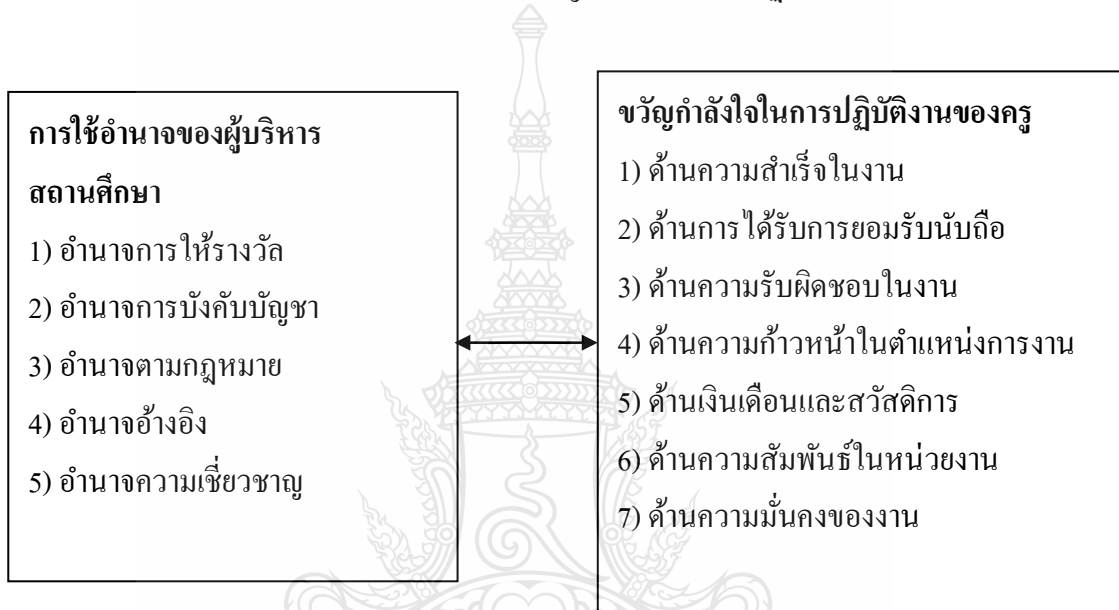 การใช้อำนาจของผู้บริหาร
สถานศึกษา
1) อำนาจการให้รางวัล
2) อำนาจการบังคับบัญชา
3) อำนาจตามกฎหมาย
4) อำนาจอ้างอิง
5) อำนาจความเชี่ยวชาญ
ขวัญกำลังใจในการปฏิบัติงานของครู
1) ด้านความสำเร็จในงาน
2) ด้านการได้รับการยอมรับนับถือ
3) ด้านความรับผิดชอบในงาน
4) ด้านความก้าวหน้าในตำแหน่งการงาน
5) ด้านเงินเดือนและสวัสดิการ
6) ด้านความสัมพันธ์ในหน่วยงาน
7) ด้านความมั่นคงของงาน